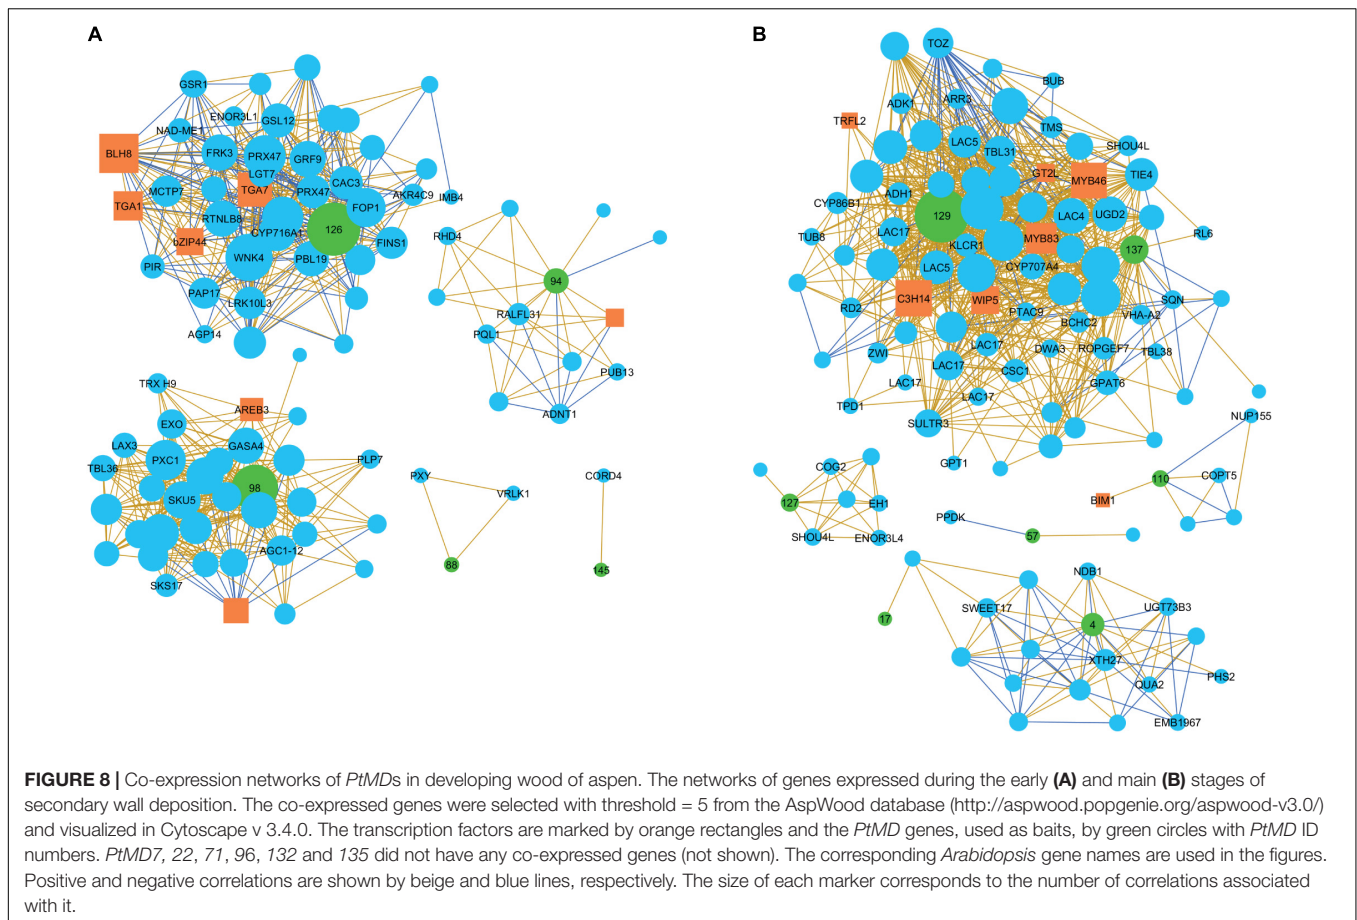 A
B
GSR1
ENOR3L1
GSL12
NAD-ME1
BLH8
FRK3
PRX47
GRF9
LGT7
TGA7
PRX47
CAC3
MCTP7
AKR4C9
IMB4
TGA1
FOP1
RTNLB8
CYP716A1
126
bZIP44
FINS1
WNK4
PBL19
PIR
PAP17
LRK10L3
AGP14
RHD4
94
RALFL31
PQL1
PUB13
ADNT1
TRX H9
AREB3
EXO
LAX3
GASA4
PXC1
TBL36
PLP7
98
SKU5
AGC1-12
SKS17
PXY
VRLK1
88
CORD4
145
TOZ
BUB
ADK1
ARR3
TRFL2
TMS
LAC5
TBL31
SHOU4L
GT2L
MYB46
TIE4
ADH1
CYP86B1
129
LAC4
UGD2
TUB8
LAC17
KLCR1
MYB83
137
RL6
LAC5
CYP707A4
C3H14
WIP5
SQN
RD2
PTAC9
BCHC2
VHA-A2
ZWI
LAC17
DWA3
ROPGEF7
TBL38
LAC17
CSC1
LAC17
GPAT6
TPD1
LAC17
SULTR3
GPT1
NUP155
COG2
127
EH1
SHOU4L
ENOR3L4
110
COPT5
BIM1
PPDK
57
17
NDB1
SWEET17
UGT73B3
4
XTH27
QUA2
PHS2
EMB1967
FIGURE 8 | Co-expression networks of PtMDs in developing wood of aspen. The networks of genes expressed during the early (A) and main (B) stages of
secondary wall deposition. The co-expressed genes were selected with threshold = 5 from the AspWood database (http://aspwood.popgenie.org/aspwood-v3.0/)
and visualized in Cytoscape v 3.4.0. The transcription factors are marked by orange rectangles and the PtMD genes, used as baits, by green circles with PtMD ID
numbers. PtMD7, 22, 71, 96, 132 and 135 did not have any co-expressed genes (not shown). The corresponding Arabidopsis gene names are used in the figures.
Positive and negative correlations are shown by beige and blue lines, respectively. The size of each marker corresponds to the number of correlations associated
with it.